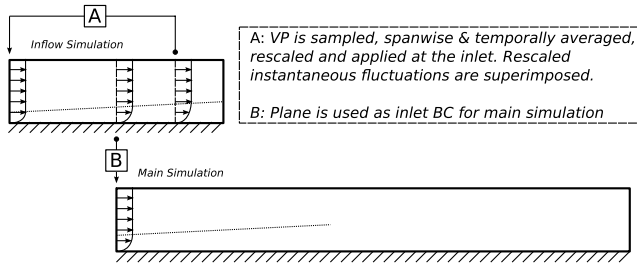 A
Inflow Simulation
A: VP is sampled, spanwise & temporally averaged,
rescaled and applied at the inlet. Rescaled
instantaneous fluctuations are superimposed.
B: Plane is used as inlet BC for main simulation
B
Main Simulation